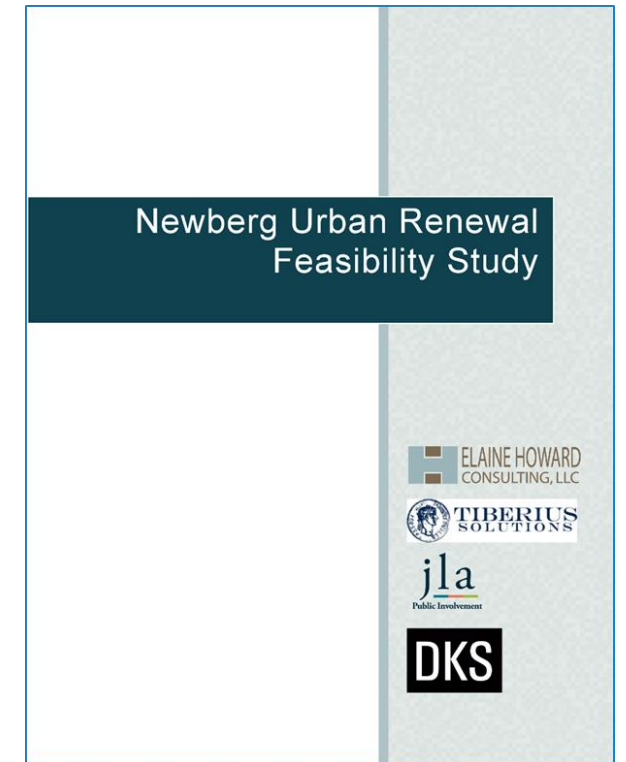 Newberg Urban Renewal
Feasibility Study
ELAINE HOWARD
CONSULTING, LLC
TIBERIUS
SOLUTIONS
jla
Public Involvement
DKS